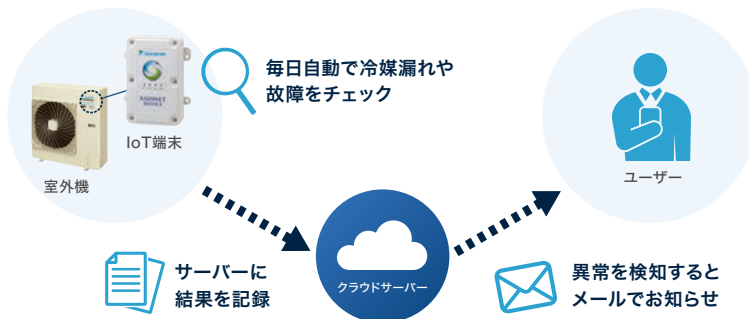 毎日自動で冷媒漏れや
故障をチェック
DAIKIN
ASSISNET
SERVICE
IoT端末
室外機
ユーザー
サーバーに
結果を記録
クラウドサーバー
異常を検知すると
メールでお知らせ